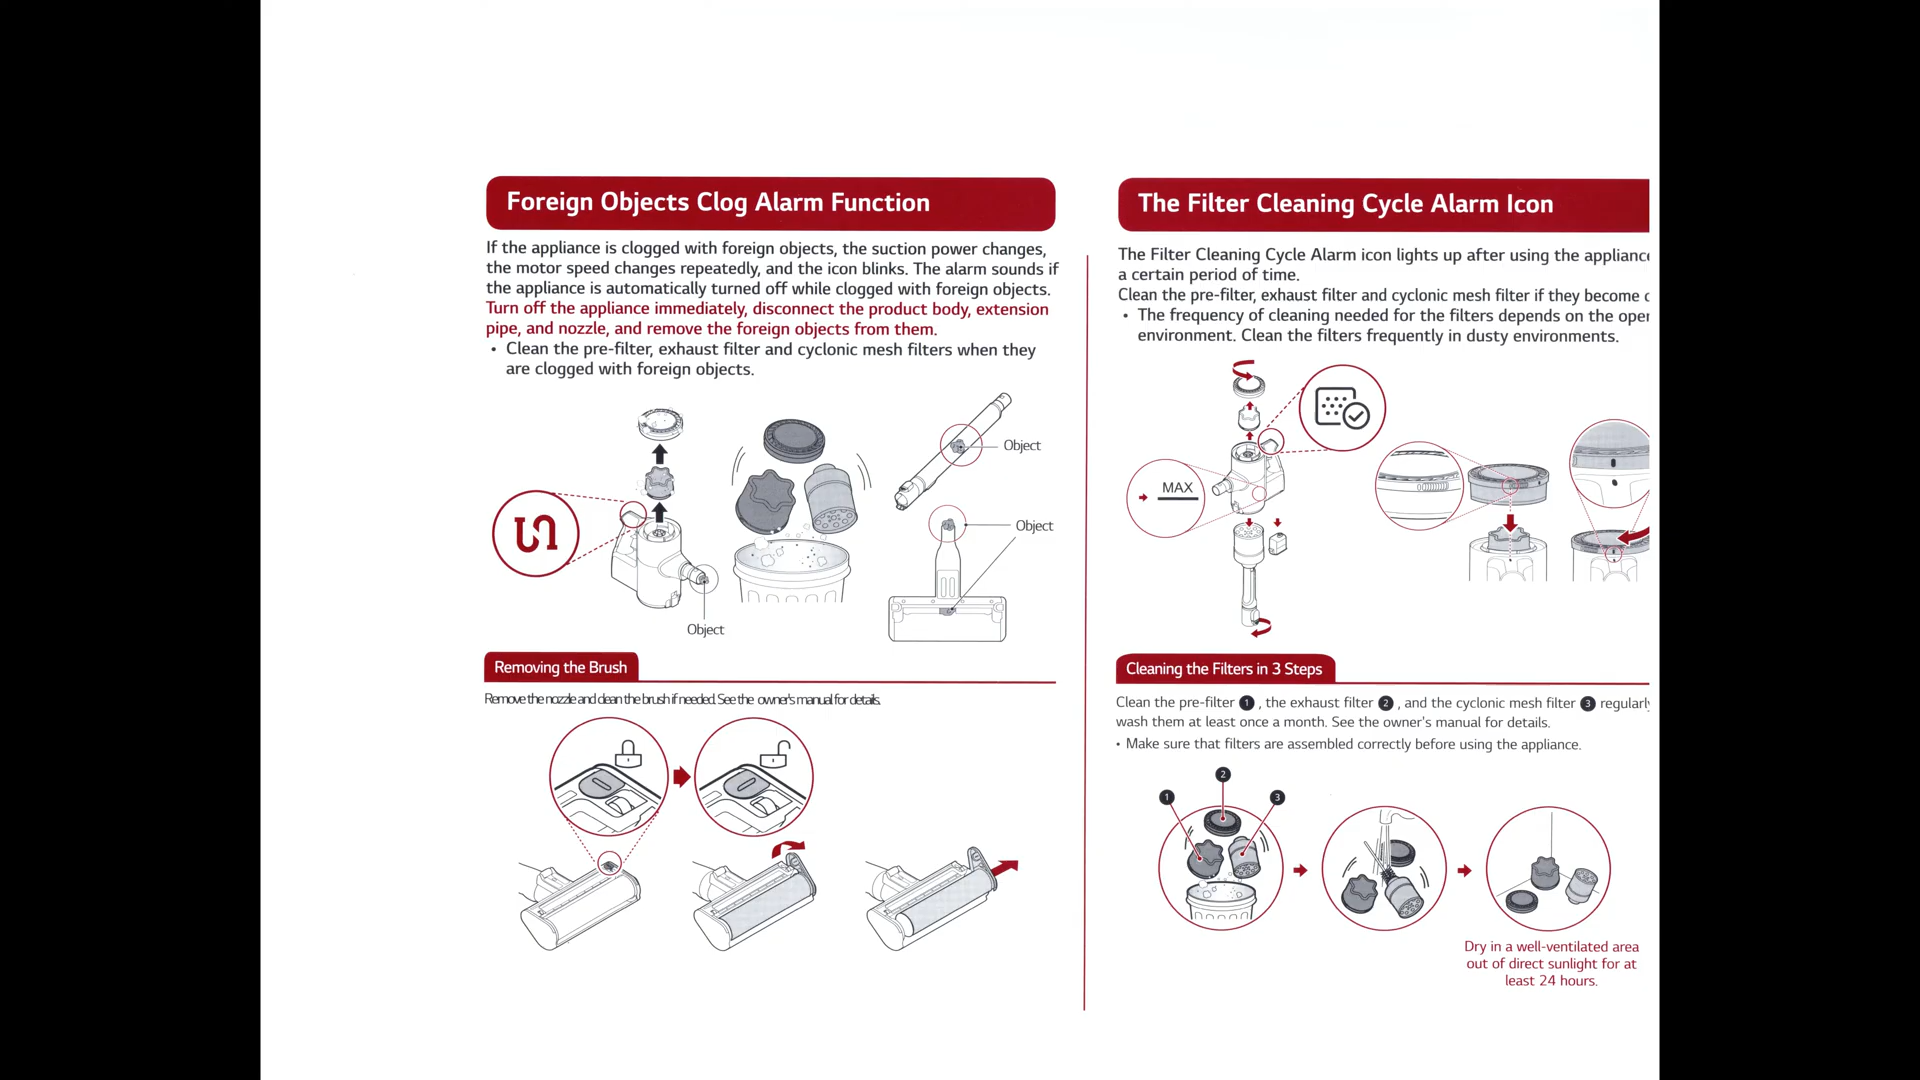 Foreign Objects Clog Alarm Function
If the appliance is clogged with foreign objects, the suction power changes,
the motor speed changes repeatedly, and the icon blinks. The alarm sounds if
the appliance is automatically turned off while clogged with foreign objects.
Turn off the appliance immediately, disconnect the product body, extension
pipe, and nozzle, and remove the foreign objects from them.
• Clean the pre-filter, exhaust filter and cyclonic mesh filters when they
are clogged with foreign objects.
Object
Object
Object
Removing the Brush
Remove the nozzle and clean the brush if needed. See the owner's manual for details.
The Filter Cleaning Cycle Alarm Icon
The Filter Cleaning Cycle Alarm icon lights up after using the appliance
a certain period of time.
Clean the pre-filter, exhaust filter and cyclonic mesh filter if they become
• The frequency of cleaning needed for the filters depends on the
environment. Clean the filters frequently in dusty environments.
MAX
Cleaning the Filters in 3 Steps
Clean the pre-filter 1, the exhaust filter 2, and the cyclonic mesh filter 3 regularly
wash them at least once a month. See the owner's manual for details.
• Make sure that filters are assembled correctly before using the appliance.
2
1 3
Dry in a well-ventilated area
out of direct sunlight for at
least 24 hours.